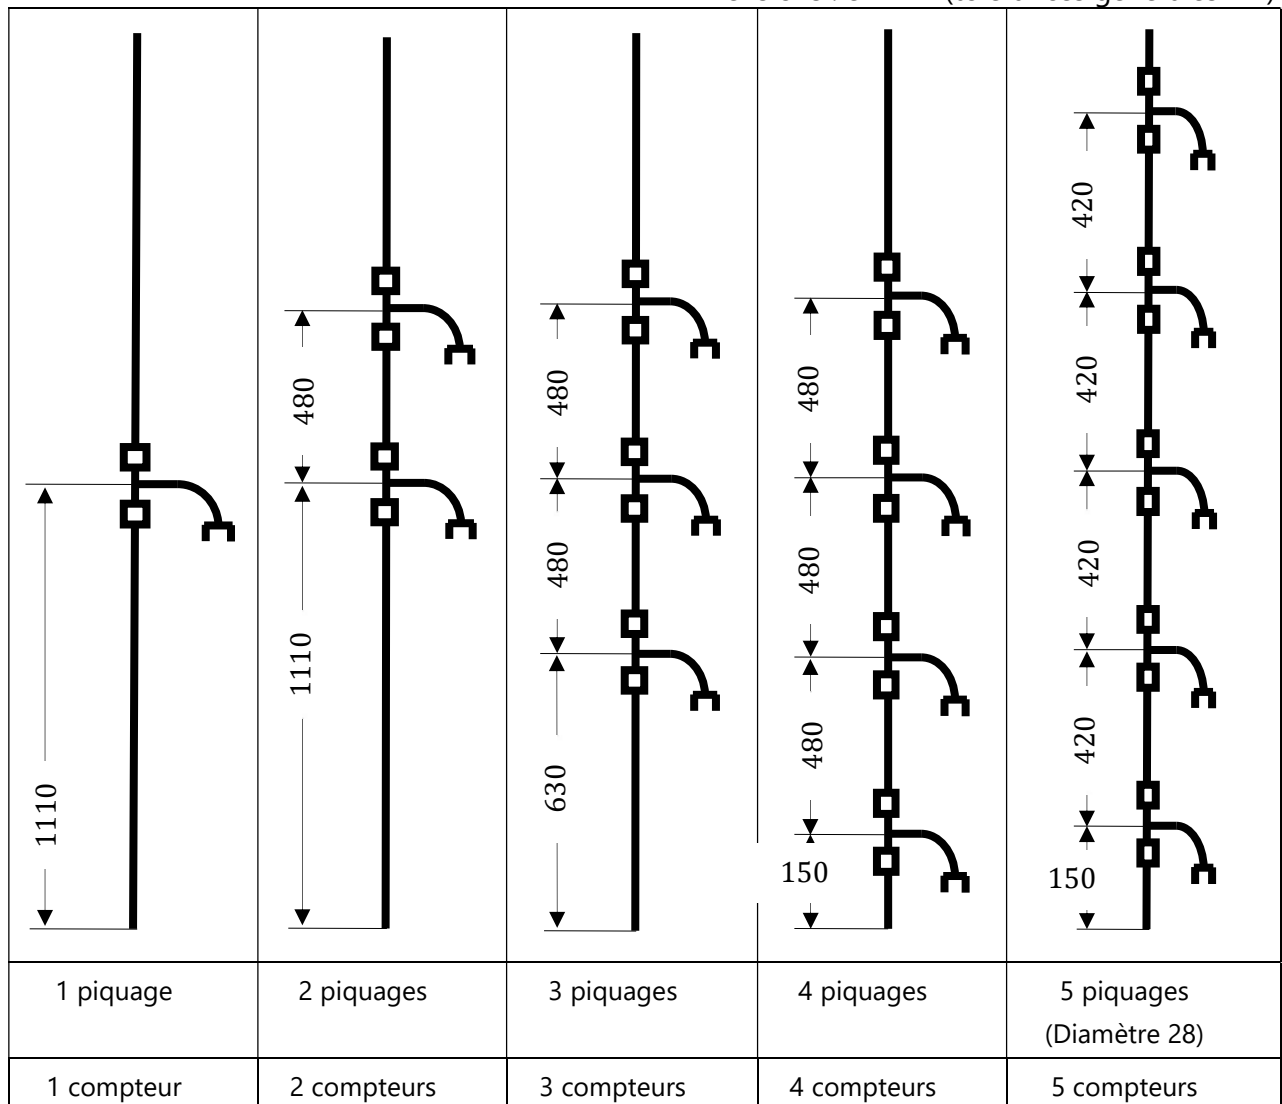 420
420
480
480
480
420
480
480
1110
480
420
630
1110
150
150
1 piquage
2 piquages
3 piquages
4 piquages
5 piquages
(Diamètre 28)
1 compteur
2 compteurs
3 compteurs
4 compteurs
5 compteurs